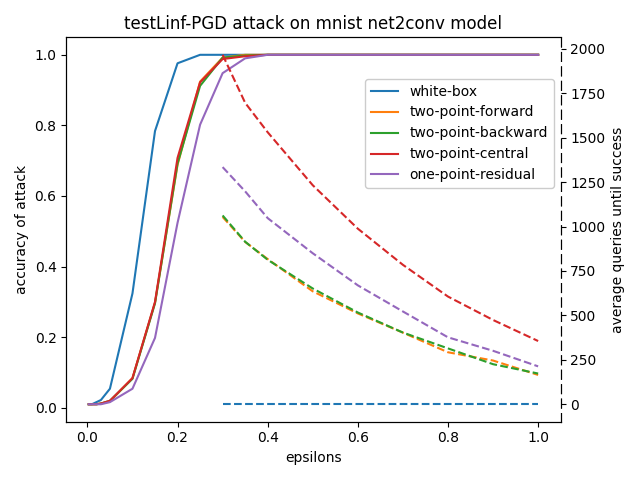 testLinf-PGD attack on mnist net2conv model
accuracy of attack
1.0
0.8
0.6
0.4
0.2
0.0
white-box
two-point-forward
two-point-backward
two-point-central
one-point-residual
2000
1750
1500
1250
1000
750
500
250
0
average queries until success
0.0 0.2 0.4 0.6 0.8 1.0
epsilons